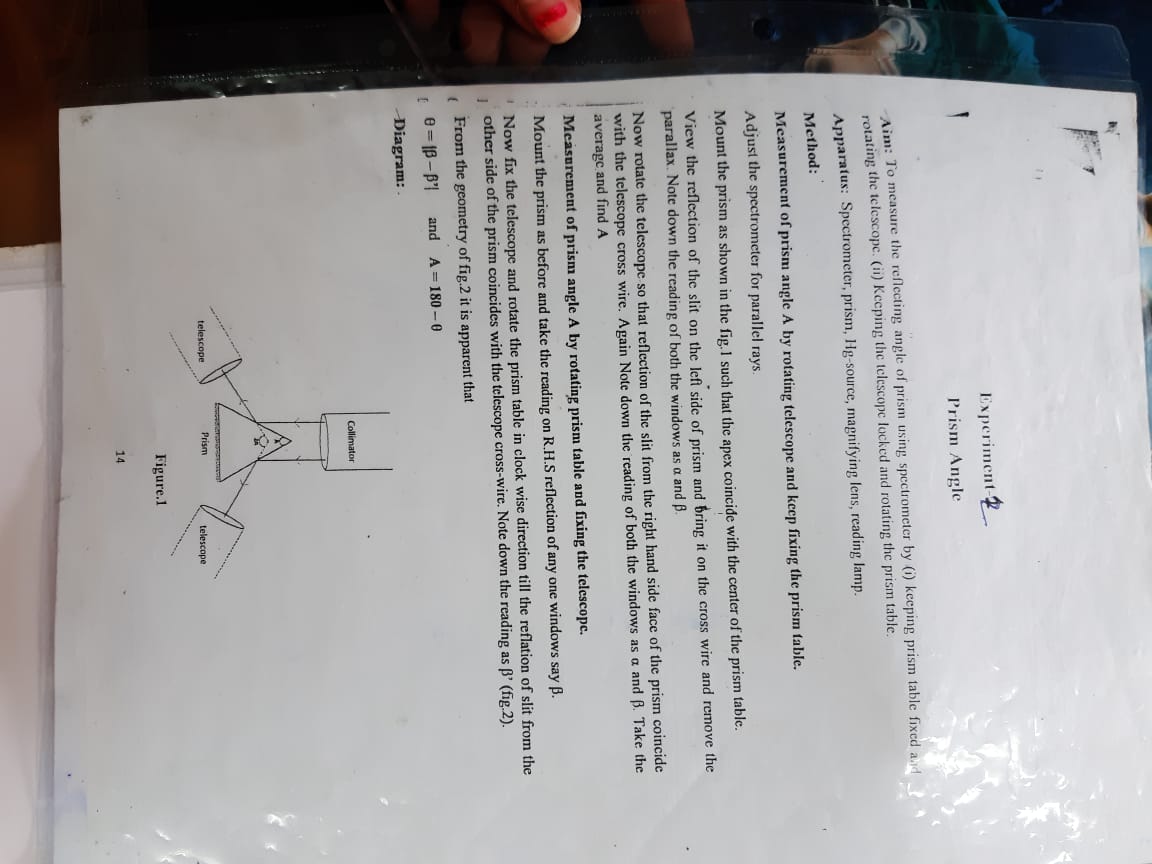 Experiment-2
Prism Angle
Aim: To measure the reflecting angle of prism using spectrometer by (i) keeping prism table fixed and
rotating the telescope. (ii) Keeping the telescope locked and rotating the prism table.
Apparatus: Spectrometer, prism, Hg-source, magnifying lens, reading lamp.
Method:
Measurement of prism angle A by rotating telescope and keep fixing the prism table.
Adjust the spectrometer for parallel rays.
Mount the prism as shown in the fig.1 such that the apex coincide with the center of the prism table.
View the reflection of the slit on the left side of prism and bring it on the cross wire and remove the
parallax. Note down the reading of both the windows as α and β.
Now rotate the telescope so that reflection of the slit from the right hand side face of the prism coincide
with the telescope cross wire. Again Note down the reading of both the windows as α and β. Take the
average and find A
Measurement of prism angle A by rotating prism table and fixing the telescope.
Mount the prism as before and take the reading on R.H.S reflection of any one windows say β.
Now fix the telescope and rotate the prism table in clock wise direction till the reflation of slit from the
other side of the prism coincides with the telescope cross-wire. Note down the reading as β' (fig.2).
From the geometry of fig.2 it is apparent that
θ = |β – β'| and A = 180 – θ
Diagram:
Collimator
A
2A
telescope
Prism
telescope
Figure.1
14